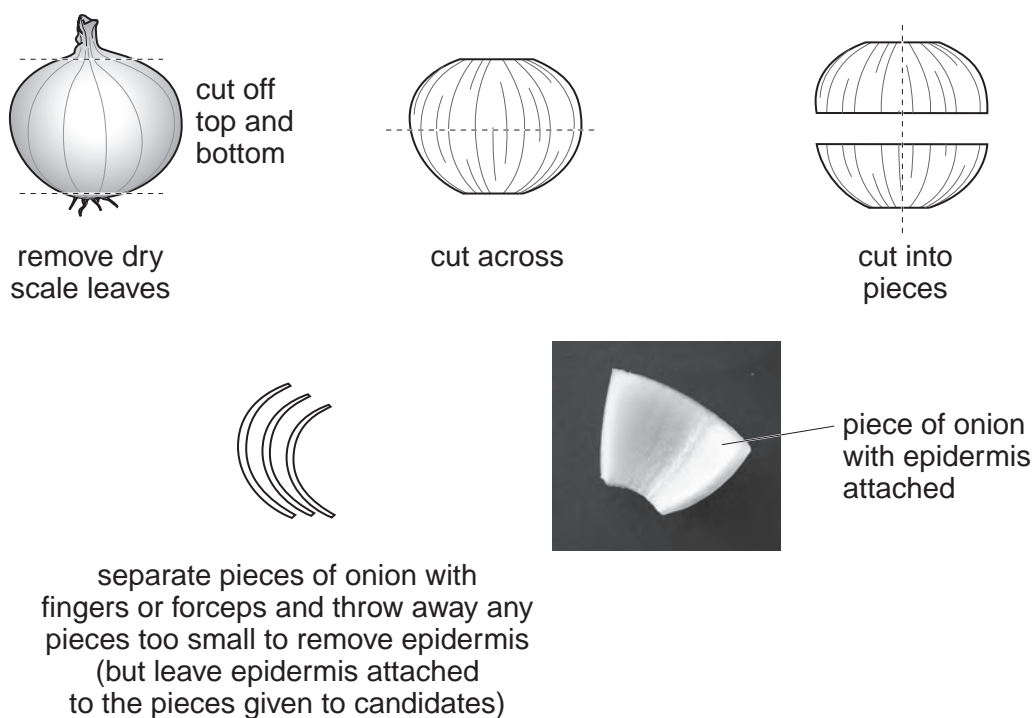 cut off
top and
bottom
remove dry
scale leaves
cut across
cut into
pieces
piece of onion
with epidermis
attached
separate pieces of onion with
fingers or forceps and throw away any
pieces too small to remove epidermis
(but leave epidermis attached
to the pieces given to candidates)